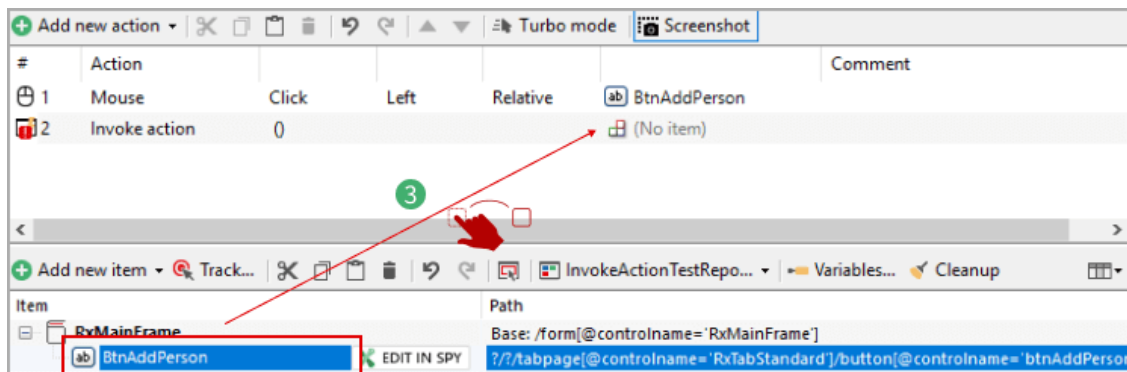 Add new action Turbo mode Screenshot
# Action Comment
1 Mouse Click Left Relative BtnAddPerson
2 Invoke action () (No item)
3
Add new item Track... InvokeActionTestRepo... Variables... Cleanup
Item Path
RxMainFrame Base: /form[@controlname='RxMainFrame']
BtnAddPerson EDIT IN SPY ?/?/tabpage[@controlname='RxTabStandard']/button[@controlname='btnAddPerson